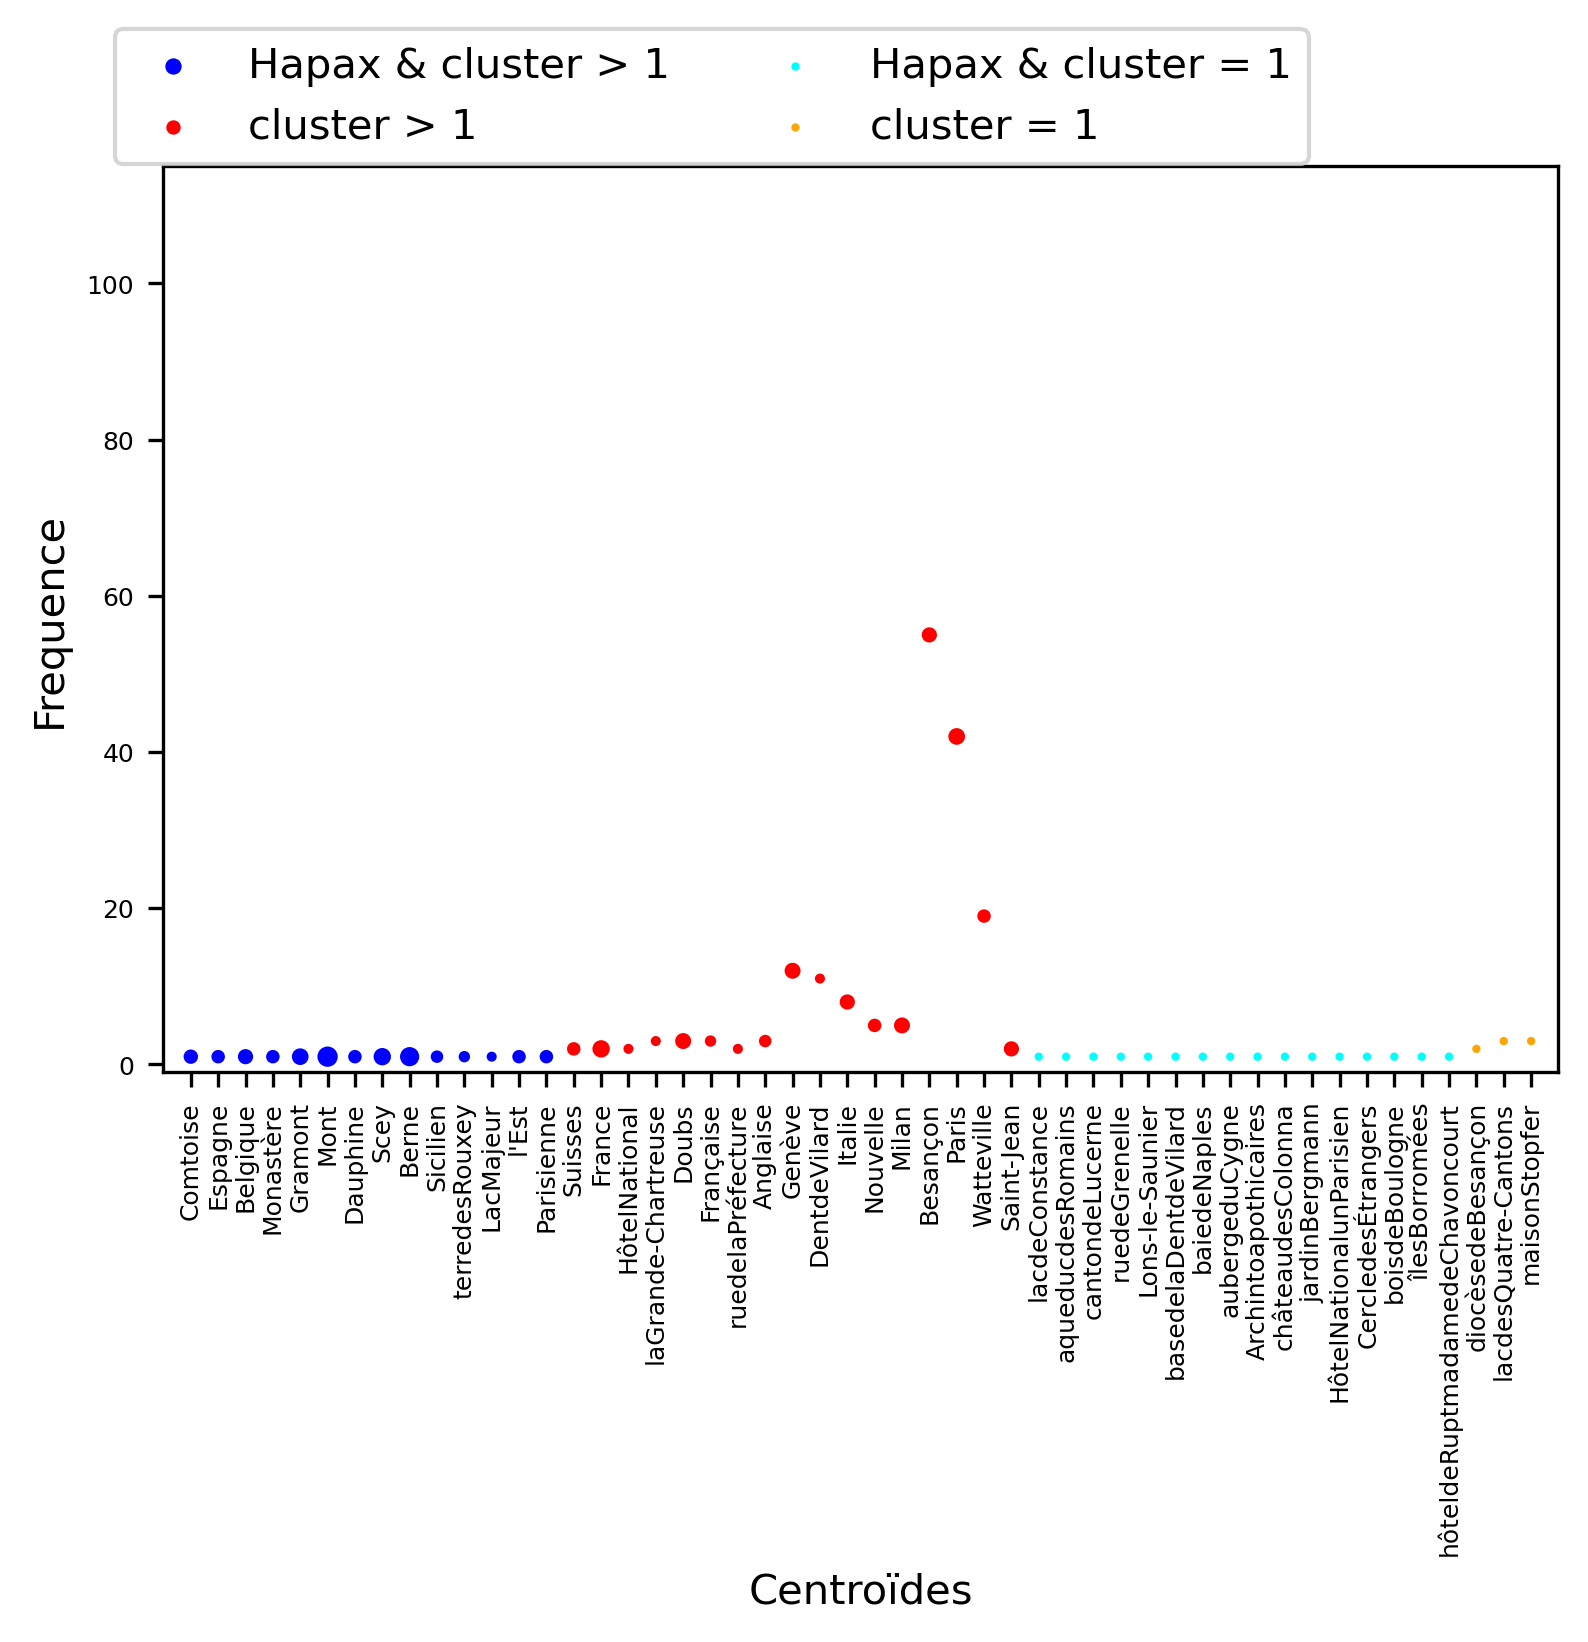 Hapax & cluster > 1
Hapax & cluster = 1
cluster > 1
cluster = 1
Frequence
100
80
60
40
20
0
Comtoise
Espagne
Belgique
Monastère
Gramont
Mont
Dauphine
Scey
Berne
Sicilien
terredesRouxey
LacMajeur
l'Est
Parisienne
Suisses
France
HôtelNational
laGrande-Chartreuse
Doubs
Française
ruedelaPréfecture
Anglaise
Genève
DentdeVilard
Italie
Nouvelle
Milan
Besançon
Paris
Watteville
Saint-Jean
lacdeConstance
aqueducdesRomains
cantondeLucerne
ruedeGrenelle
Lons-le-Saunier
basedelaDentdeVilard
baiedeNaples
aubergeduCygne
Archintoapothicaires
châteaudesColonna
jardinBergmann
HôtelNationalunParisien
CercledesÉtrangers
boisdeBoulogne
îlesBorromées
hôteldeRuptmadamedeChavoncourt
diocèsedeBesançon
lacdesQuatre-Cantons
maisonStopfer
Centroïdes